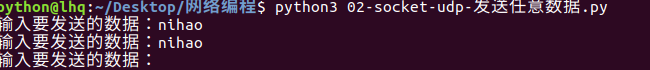 python@lhq:~/Desktop/网络编程$ python3 02-socket-udp-发送任意数据.py
输入要发送的数据：nihao
输入要发送的数据：nihao
输入要发送的数据：